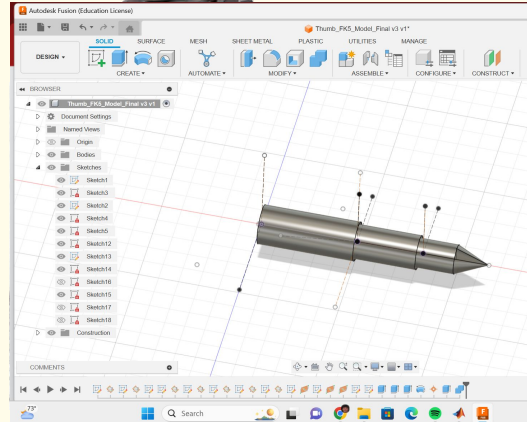 Autodesk Fusion (Education License)
Thumb_FK5_Model_Final v3 v1*
DESIGN
SOLID SURFACE MESH SHEET METAL PLASTIC UTILITIES MANAGE
CREATE AUTOMATE MODIFY ASSEMBLE CONFIGURE CONSTRUCT
BROWSER
Thumb_FK5_Model_Final v3 v1
Document Settings
Named Views
Origin
Bodies
Sketches
Sketch1
Sketch3
Sketch2
Sketch4
Sketch5
Sketch12
Sketch13
Sketch14
Sketch16
Sketch15
Sketch17
Sketch18
Construction
COMMENTS
73°
Search